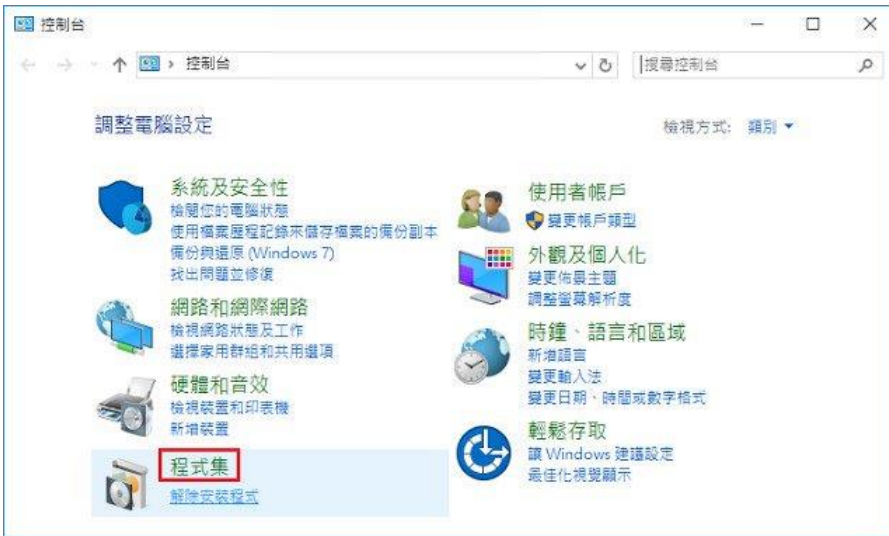 控制台
控制台
搜尋控制台
調整電腦設定
檢視方式: 類別
系統及安全性
檢閱您的電腦狀態
使用檔案歷程記錄來儲存檔案的備份副本
備份與還原 (Windows 7)
找出問題並修復
網路和網際網路
檢視網路狀態及工作
選擇家用群組和共用選項
硬體和音效
檢視裝置和印表機
新增裝置
程式集
解除安裝程式
使用者帳戶
變更帳戶類型
外觀及個人化
變更佈景主題
調整螢幕解析度
時鐘、語言和區域
新增語言
變更輸入法
變更日期、時間或數字格式
輕鬆存取
讓 Windows 建議設定
最佳化視覺顯示